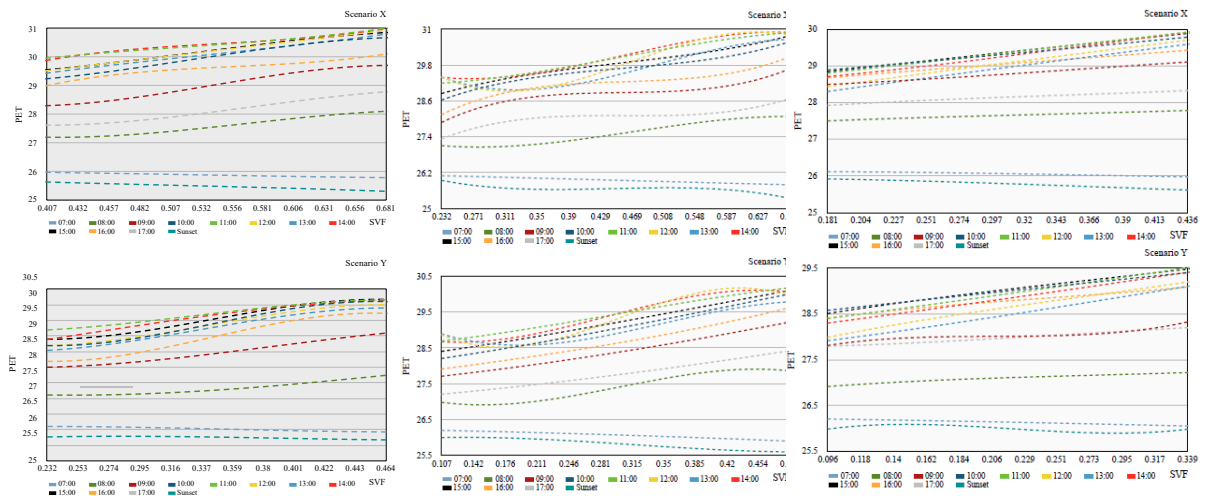 Scenario X
31
30
29
28
27
26
25
PET
0.407 0.432 0.457 0.482 0.507 0.532 0.556 0.581 0.606 0.631 0.656 0.681
07:00 08:00 09:00 10:00 11:00 12:00 13:00 14:00 SVF
15:00 16:00 17:00 Sunset
Scenario X
31
29.8
28.6
27.4
26.2
25
PET
0.232 0.271 0.311 0.35 0.39 0.429 0.469 0.508 0.548 0.587 0.627
07:00 08:00 09:00 10:00 11:00 12:00 13:00 14:00 SVF
15:00 16:00 17:00 Sunset
Scenario X
30
29
28
27
26
25
PET
0.181 0.204 0.227 0.251 0.274 0.297 0.32 0.343 0.366 0.39 0.413 0.436
07:00 08:00 09:00 10:00 11:00 12:00 13:00 14:00 SVF
15:00 16:00 17:00 Sunset
Scenario Y
30.5
30
29.5
29
28.5
28
27.5
27
26.5
26
25.5
25
PET
0.232 0.253 0.274 0.295 0.316 0.337 0.359 0.38 0.401 0.422 0.443 0.464
07:00 08:00 09:00 10:00 11:00 12:00 13:00 14:00 SVF
15:00 16:00 17:00 Sunset
Scenario Y
30.5
29.5
28.5
27.5
26.5
25.5
PET
0.107 0.142 0.176 0.211 0.246 0.281 0.315 0.35 0.385 0.42 0.454
07:00 08:00 09:00 10:00 11:00 12:00 13:00 14:00 SVF
15:00 16:00 17:00 Sunset
Scenario Y
29.5
28.5
27.5
26.5
25.5
PET
0.096 0.118 0.14 0.162 0.184 0.206 0.229 0.251 0.273 0.295 0.317 0.339
07:00 08:00 09:00 10:00 11:00 12:00 13:00 14:00 SVF
15:00 16:00 17:00 Sunset